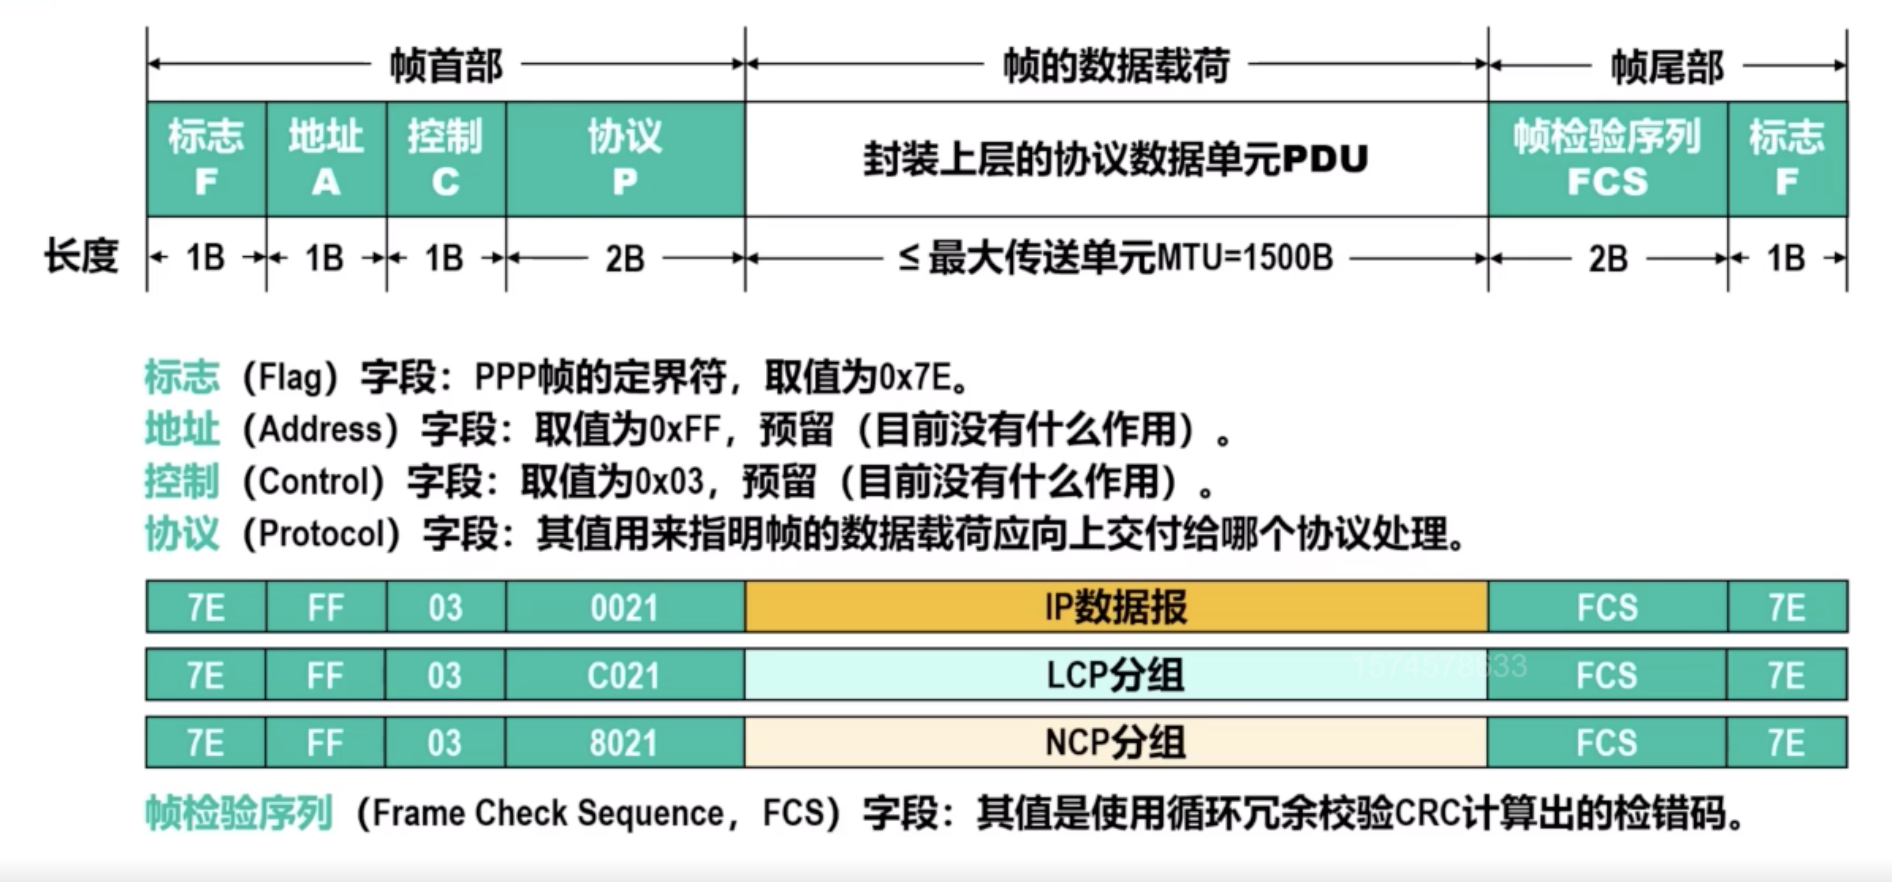 帧首部 帧的数据载荷 帧尾部
标志 地址 控制 协议 封装上层的协议数据单元PDU 帧检验序列 标志
F A C P FCS F
长度 1B 1B 1B 2B ≤最大传送单元MTU=1500B 2B 1B
标志（Flag）字段：PPP帧的定界符，取值为0x7E。
地址（Address）字段：取值为0xFF，预留（目前没有什么作用）。
控制（Control）字段：取值为0x03，预留（目前没有什么作用）。
协议（Protocol）字段：其值用来指明帧的数据载荷应向上交付给哪个协议处理。
7E FF 03 0021 IP数据报 FCS 7E
7E FF 03 C021 LCP分组 FCS 7E
7E FF 03 8021 NCP分组 FCS 7E
帧检验序列（Frame Check Sequence，FCS）字段：其值是使用循环冗余校验CRC计算出的检错码。